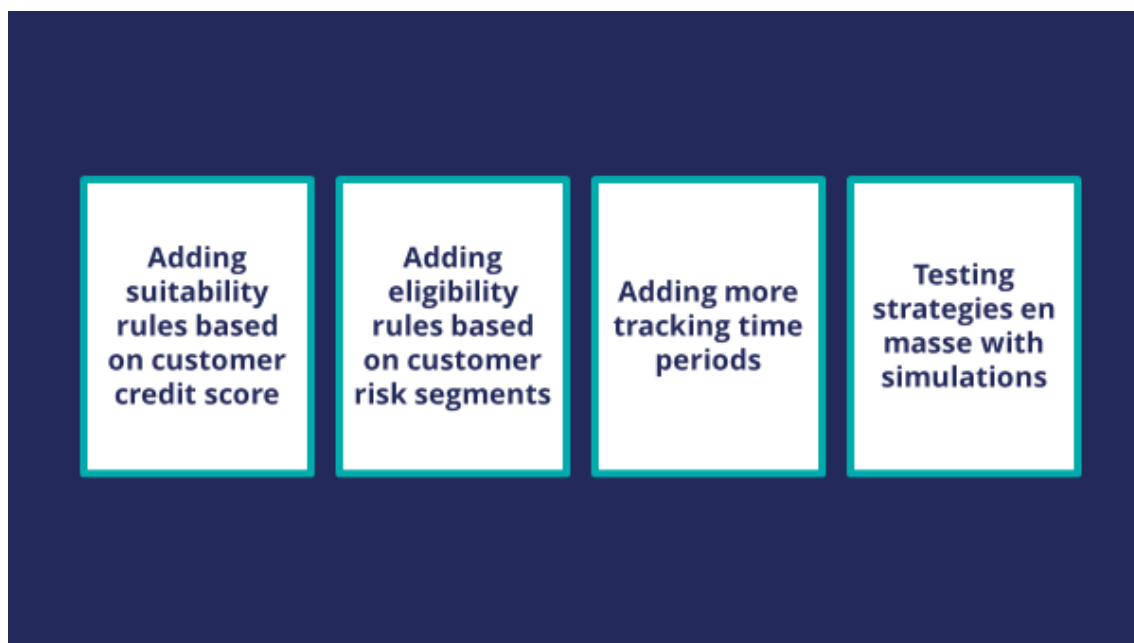 Adding
suitability
rules based
on customer
credit score
Adding
eligibility
rules based
on customer
risk segments
Adding more
tracking time
periods
Testing
strategies en
masse with
simulations